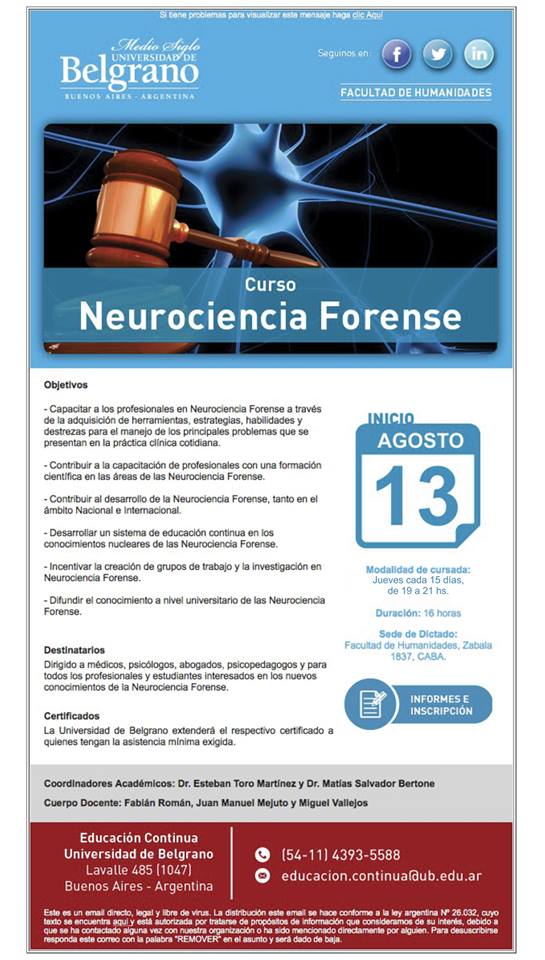 Si tiene problemas para visualizar este mensaje haga clic Aquí
Medio Siglo
UNIVERSIDAD DE
Belgrano
BUENOS AIRES - ARGENTINA
Seguinos en:
f
in
FACULTAD DE HUMANIDADES
Curso
Neurociencia Forense
Objetivos
- Capacitar a los profesionales en Neurociencia Forense a través
de la adquisición de herramientas, estrategias, habilidades y
destrezas para el manejo de los principales problemas que se
presentan en la práctica clínica cotidiana.
- Contribuir a la capacitación de profesionales con una formación
científica en las áreas de las Neurociencia Forense.
- Contribuir al desarrollo de la Neurociencia Forense, tanto en el
ámbito Nacional e Internacional.
- Desarrollar un sistema de educación continua en los
conocimientos nucleares de las Neurociencia Forense.
- Incentivar la creación de grupos de trabajo y la investigación en
Neurociencia Forense.
- Difundir el conocimiento a nivel universitario de las Neurociencia
Forense.
Destinatarios
Dirigido a médicos, psicólogos, abogados, psicopedagogos y para
todos los profesionales y estudiantes interesados en los nuevos
conocimientos de la Neurociencia Forense.
Certificados
La Universidad de Belgrano extenderá el respectivo certificado a
quienes tengan la asistencia mínima exigida.
INICIO
AGOSTO
13
Modalidad de cursada:
Jueves cada 15 días,
de 19 a 21 hs.
Duración: 16 horas
Sede de Dictado:
Facultad de Humanidades, Zabala
1837, CABA.
INFORMES E
INSCRIPCIÓN
Coordinadores Académicos: Dr. Esteban Toro Martínez y Dr. Matías Salvador Bertone
Cuerpo Docente: Fabián Román, Juan Manuel Mejuto y Miguel Vallejos
Educación Continua
Universidad de Belgrano
Lavalle 485 (1047)
Buenos Aires - Argentina
(54-11) 4393-5588
educacion.continua@ub.edu.ar
Este es un email directo, legal y libre de virus. La distribución este email se hace conforme a la ley argentina Nº 26.032, cuyo
texto se encuentra aquí y está autorizada por tratarse de propósitos de información que consideramos de su interés, debido a
que se ha contactado alguna vez con nuestra organización o ha sido mencionado directamente por alguien. Para desuscribirse
responda este correo con la palabra "REMOVER" en el asunto y será dado de baja.